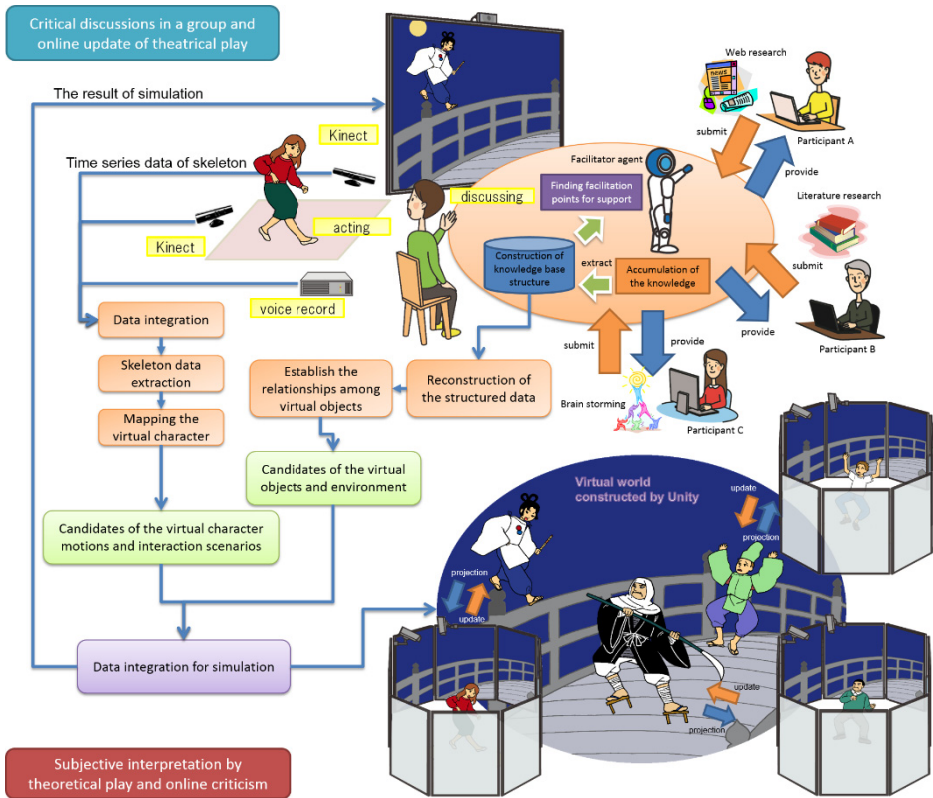 Critical discussions in a group and
online update of theatrical play
The result of simulation
Kinect
Time series data of skeleton
acting
Kinect
voice record
discussing
Facilitator agent
Finding facilitation
points for support
Construction of
knowledge base
structure
extract
Accumulation of
the knowledge
Web research
news
submit
Participant A
provide
Literature research
submit
provide
Participant B
submit
provide
Brain storming
Participant C
Data integration
Skeleton data
extraction
Mapping the
virtual character
Establish the
relationships among
virtual objects
Reconstruction of
the structured data
Candidates of the virtual
objects and environment
Candidates of the virtual character
motions and interaction scenarios
Data integration for simulation
Virtual world
constructed by Unity
update
projection
projection
update
update
projection
Subjective interpretation by
theoretical play and online criticism